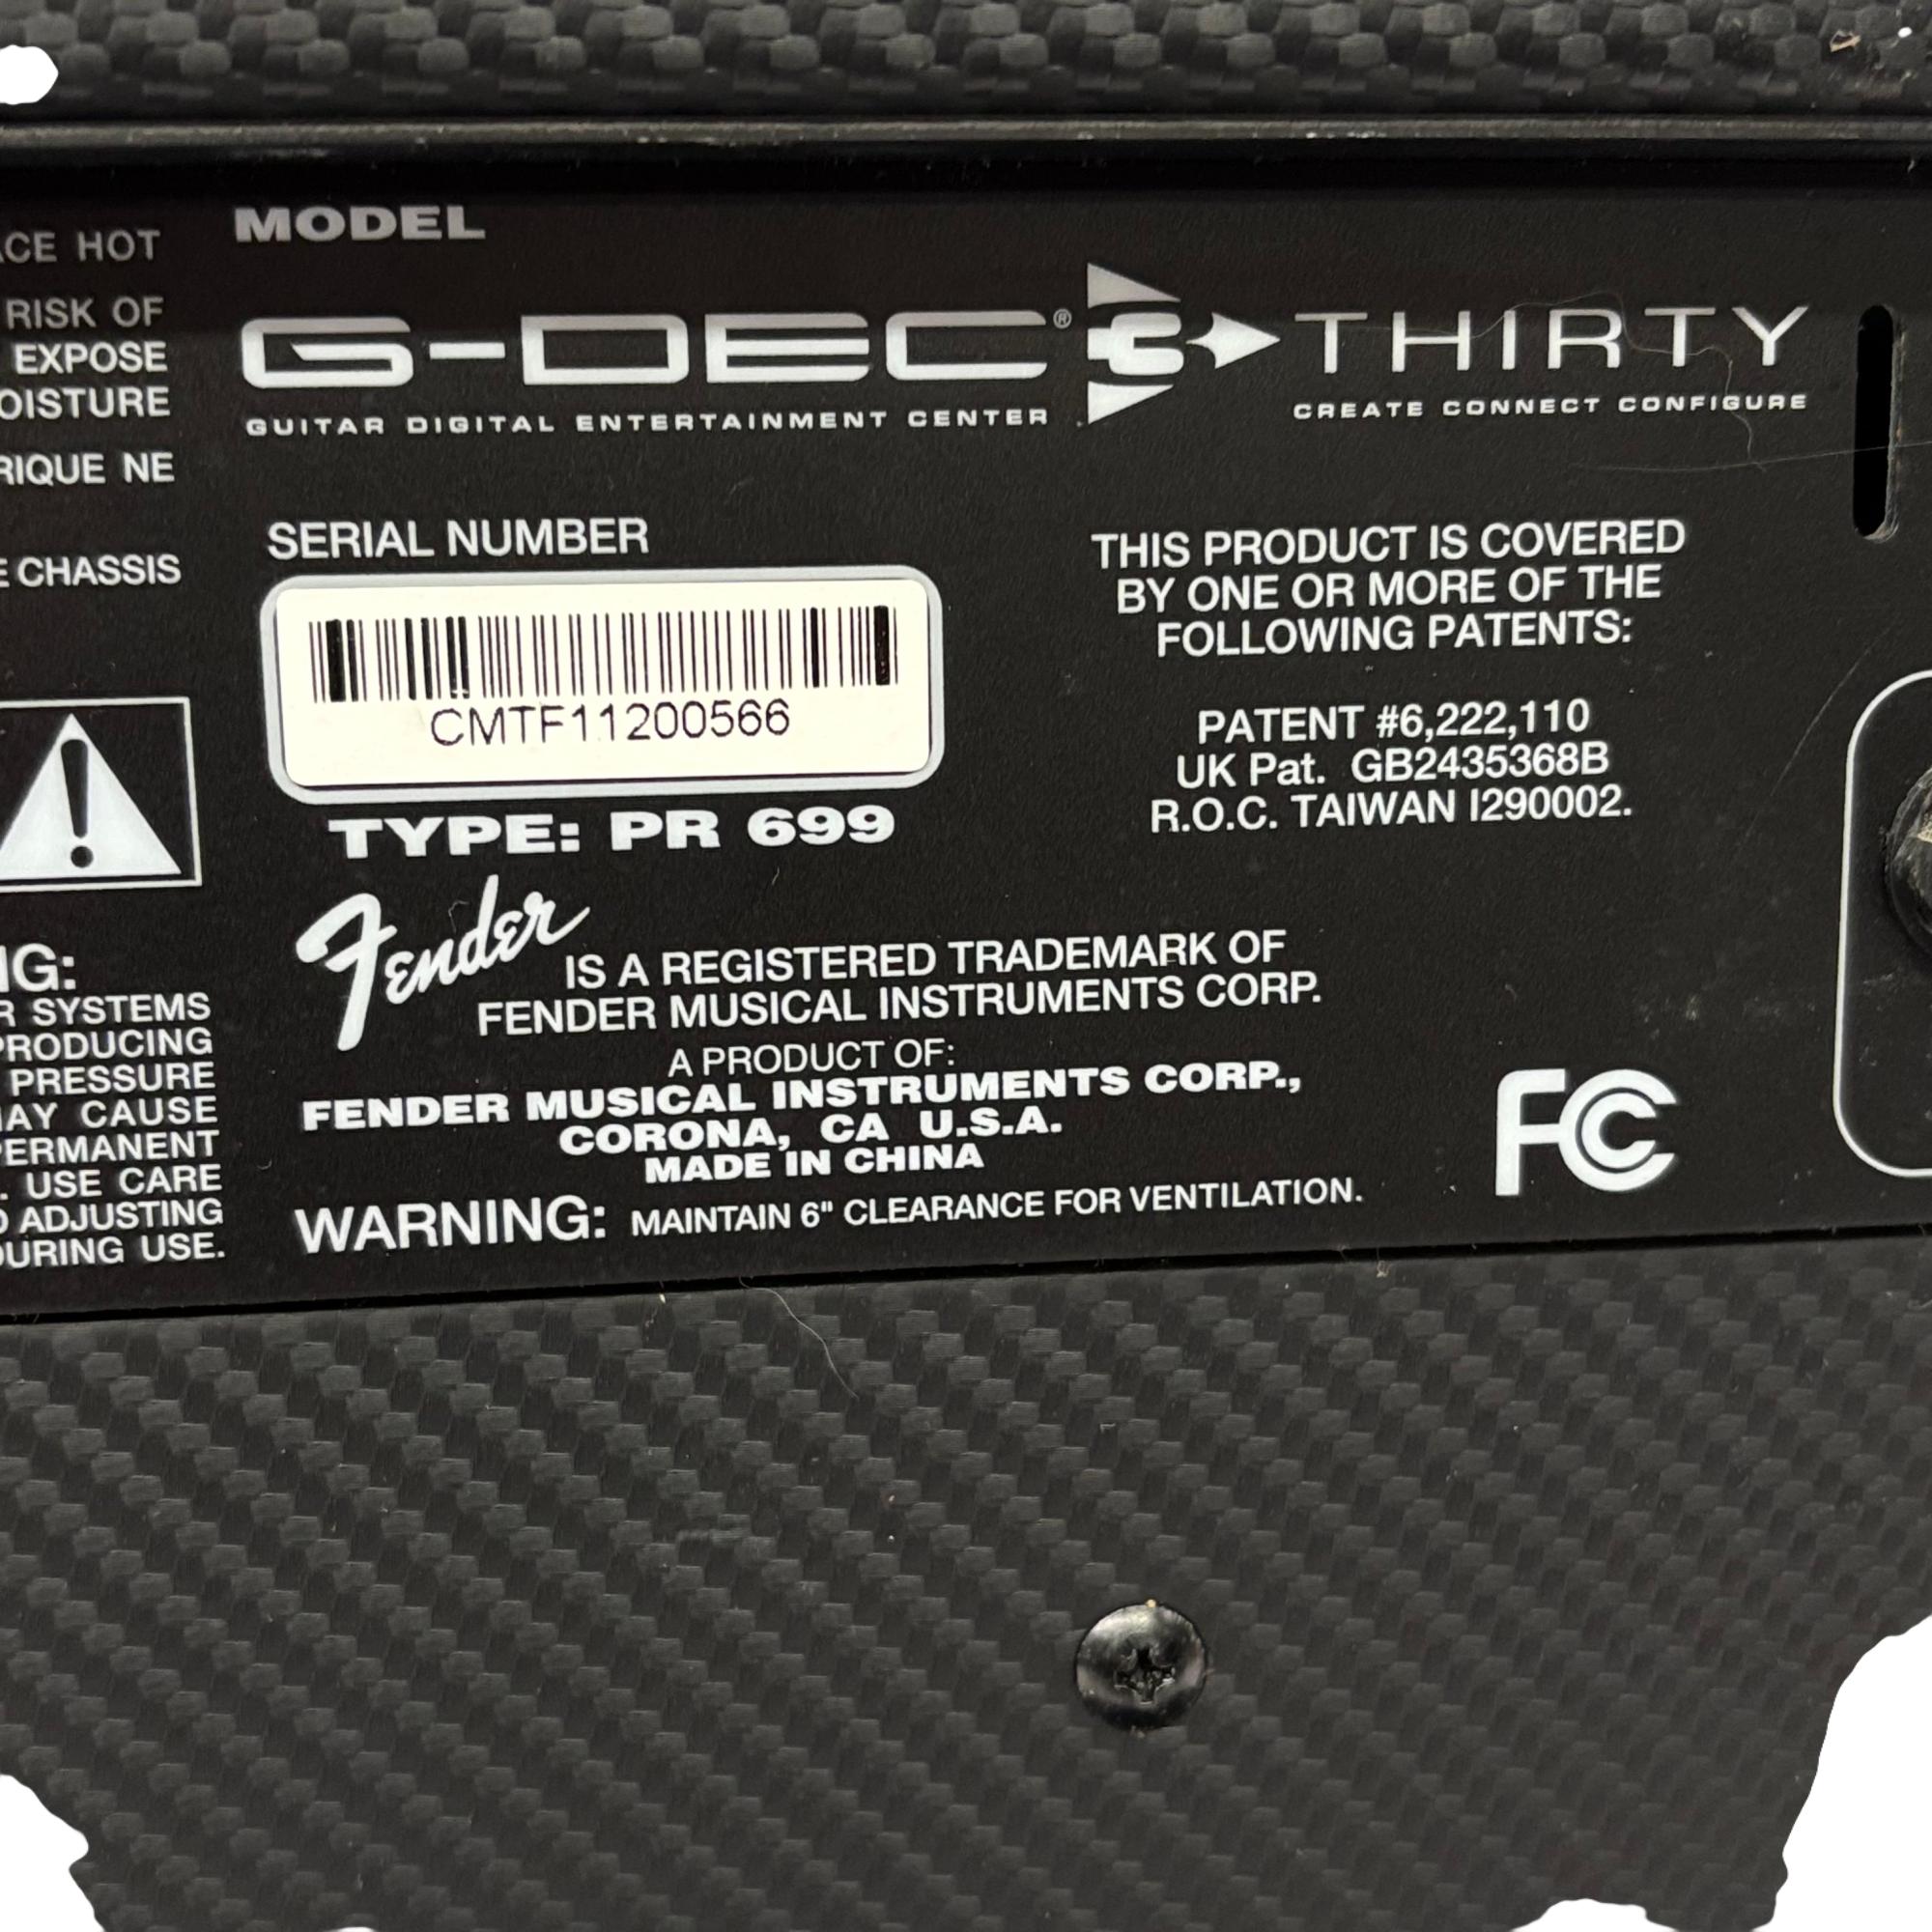 ACE HOT
RISK OF
EXPOSE
OISTURE
RIQUE NE
E CHASSIS
MODEL
G-DEC® 3 THIRTY
GUITAR DIGITAL ENTERTAINMENT CENTER
CREATE CONNECT CONFIGURE
SERIAL NUMBER
CMTF11200566
TYPE: PR 699
THIS PRODUCT IS COVERED
BY ONE OR MORE OF THE
FOLLOWING PATENTS:
PATENT #6,222,110
UK Pat. GB2435368B
R.O.C. TAIWAN I290002.
Fender IS A REGISTERED TRADEMARK OF
FENDER MUSICAL INSTRUMENTS CORP.
A PRODUCT OF:
FENDER MUSICAL INSTRUMENTS CORP.,
CORONA, CA U.S.A.
MADE IN CHINA
WARNING: MAINTAIN 6" CLEARANCE FOR VENTILATION.
FC
NG:
R SYSTEMS
PRODUCING
PRESSURE
MAY CAUSE
PERMANENT
. USE CARE
D ADJUSTING
DURING USE.